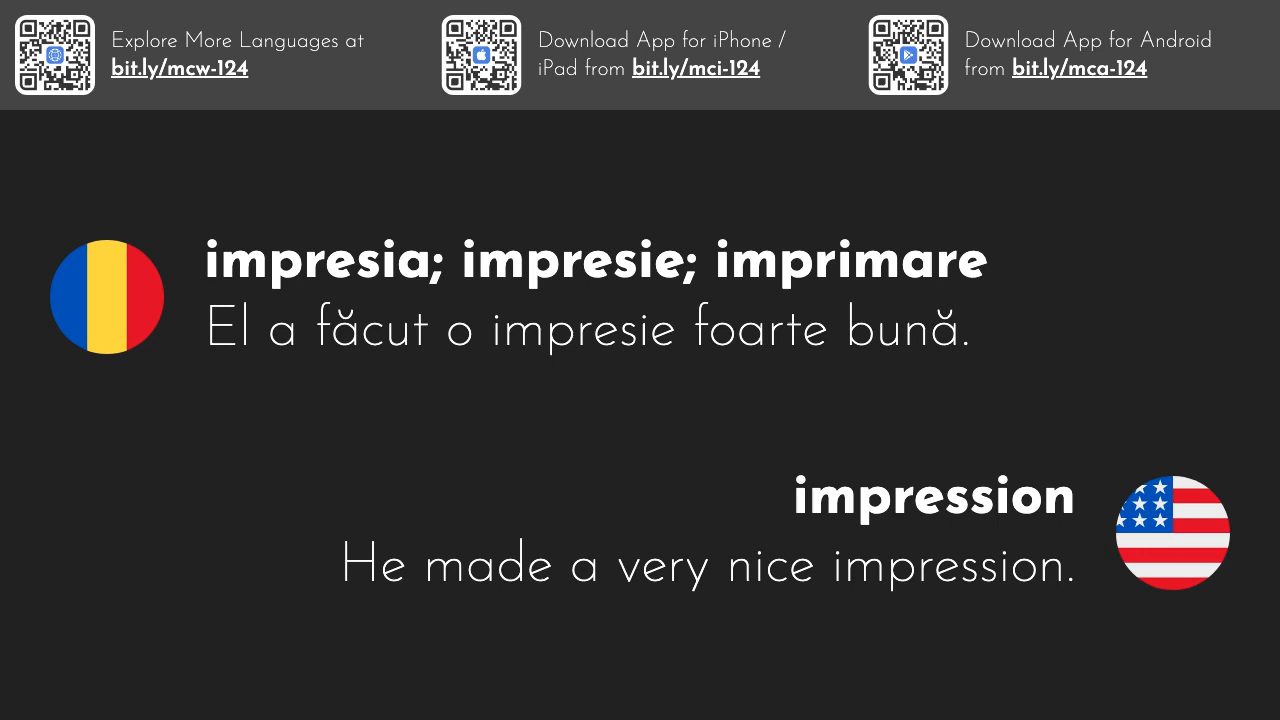 Explore More Languages at
bit.ly/mcw-124
Download App for iPhone /
iPad from bit.ly/mci-124
Download App for Android
from bit.ly/mca-124
impresia; impresie; imprimare
El a făcut o impresie foarte bună.
impression
He made a very nice impression.